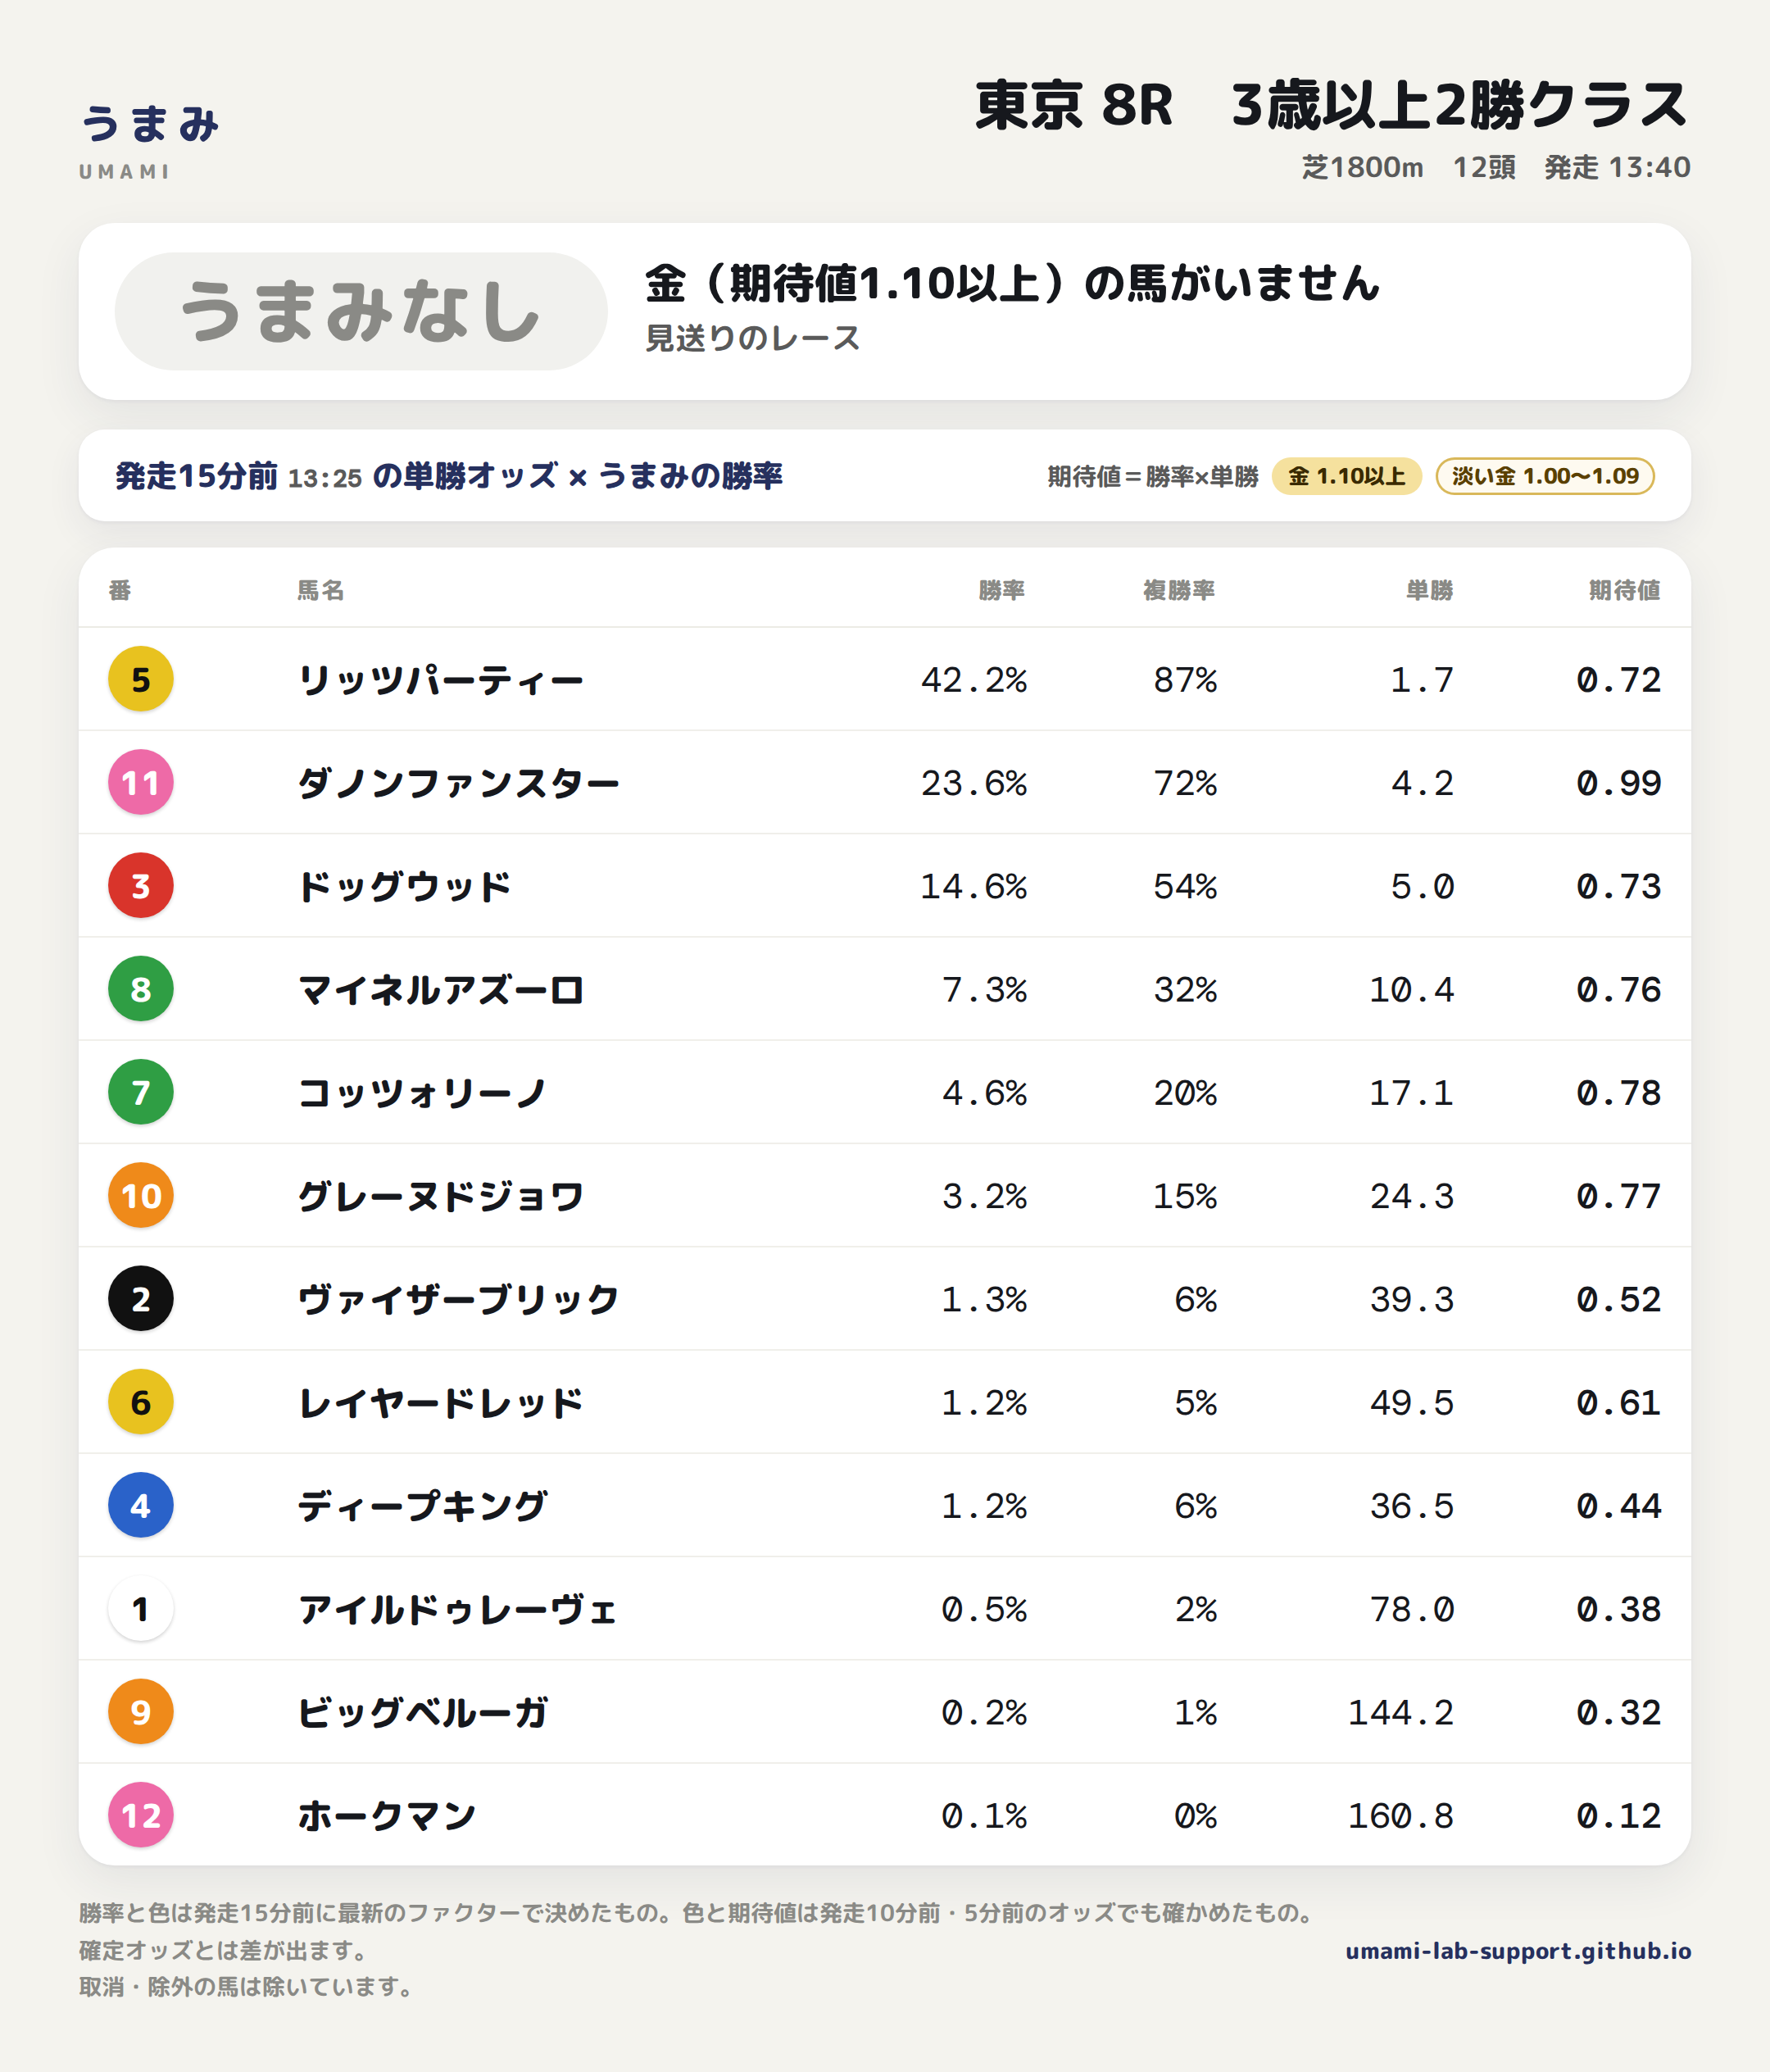 うまみ
UMAMI
東京 8R　3歳以上2勝クラス
芝1800m　12頭　発走 13:40
うまみなし
金（期待値1.10以上）の馬がいません
見送りのレース
発走15分前 13:25 の単勝オッズ × うまみの勝率
期待値＝勝率×単勝 金 1.10以上 淡い金 1.00〜1.09
番 馬名 勝率 複勝率 単勝 期待値
5 リッツパーティー 42.2% 87% 1.7 0.72
11 ダノンファンスター 23.6% 72% 4.2 0.99
3 ドッグウッド 14.6% 54% 5.0 0.73
8 マイネルアズーロ 7.3% 32% 10.4 0.76
7 コッツォリーノ 4.6% 20% 17.1 0.78
10 グレーヌドジョワ 3.2% 15% 24.3 0.77
2 ヴァイザーブリック 1.3% 6% 39.3 0.52
6 レイヤードレッド 1.2% 5% 49.5 0.61
4 ディープキング 1.2% 6% 36.5 0.44
1 アイルドゥレーヴェ 0.5% 2% 78.0 0.38
9 ビッグベルーガ 0.2% 1% 144.2 0.32
12 ホークマン 0.1% 0% 160.8 0.12
勝率と色は発走15分前に最新のファクターで決めたもの。色と期待値は発走10分前・5分前のオッズでも確かめたもの。
確定オッズとは差が出ます。
取消・除外の馬は除いています。
umami-lab-support.github.io